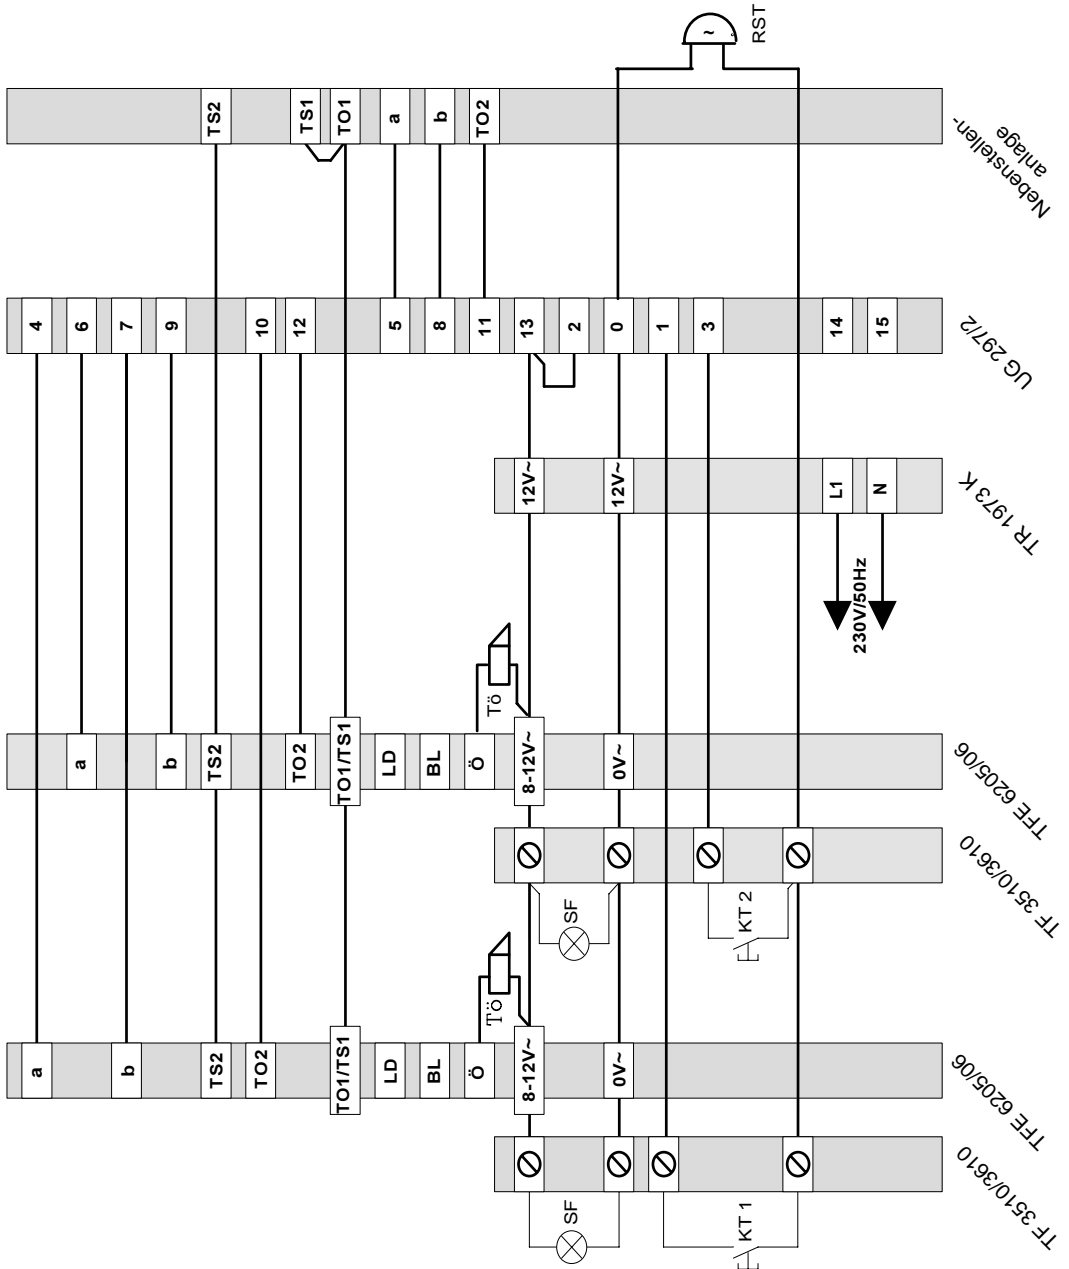 RST
TS2
TS1
TO1
a
b
TO2
Nebenstellen-
anlage
4
6
7
9
10
12
5
8
11
13
2
0
1
3
14
15
UG 297/2
12V~
12V~
L1
N
TR 1973 K
230V/50Hz
Tö
a
b
TS2
TO2
TO1/TS1
LD
BL
Ö
8-12V~
0V~
TFE 6205/06
TF 3510/3610
SF
KT 2
Tö
a
b
TS2
TO2
TO1/TS1
LD
BL
Ö
8-12V~
0V~
TFE 6205/06
TF 3510/3610
SF
KT 1
~